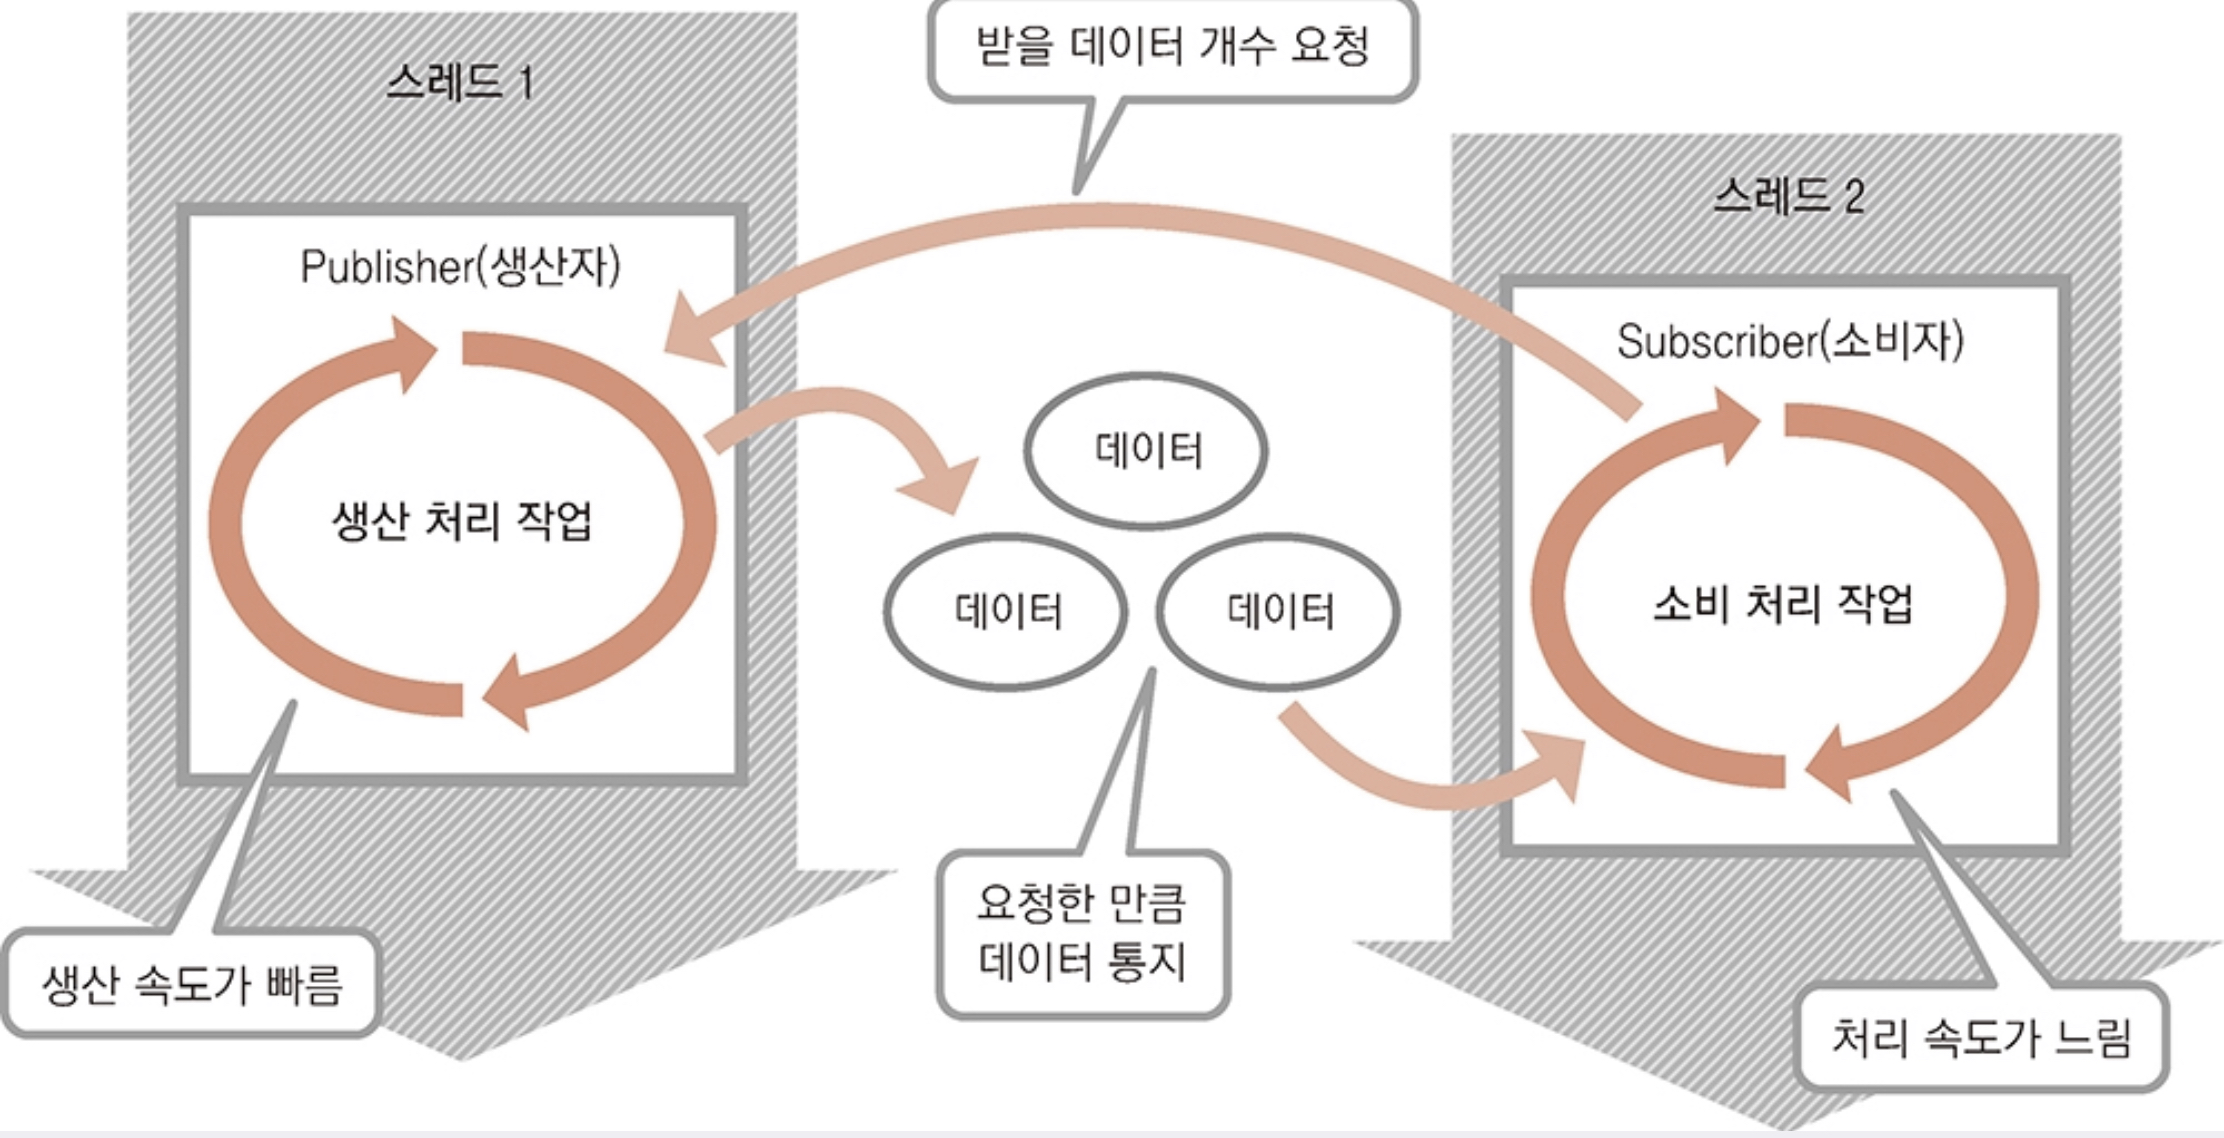 받을 데이터 개수 요청
스레드 1
스레드 2
Publisher(생산자)
Subscriber(소비자)
데이터
생산 처리 작업
데이터
데이터
소비 처리 작업
요청한 만큼
데이터 통지
생산 속도가 빠름
처리 속도가 느림